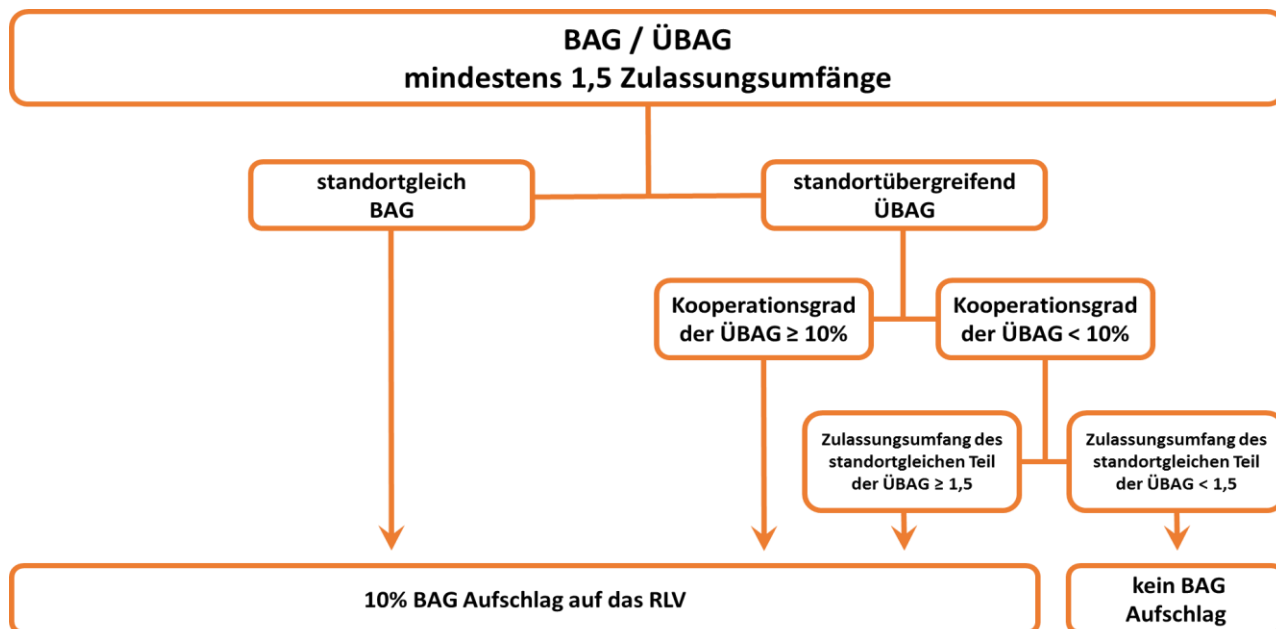 BAG / ÜBAG
mindestens 1,5 Zulassungsumfänge
standortgleich
BAG
standortübergreifend
ÜBAG
Kooperationsgrad
der ÜBAG ≥ 10%
Kooperationsgrad
der ÜBAG < 10%
Zulassungsumfang des
standortgleichen Teil
der ÜBAG ≥ 1,5
Zulassungsumfang des
standortgleichen Teil
der ÜBAG < 1,5
10% BAG Aufschlag auf das RLV
kein BAG
Aufschlag